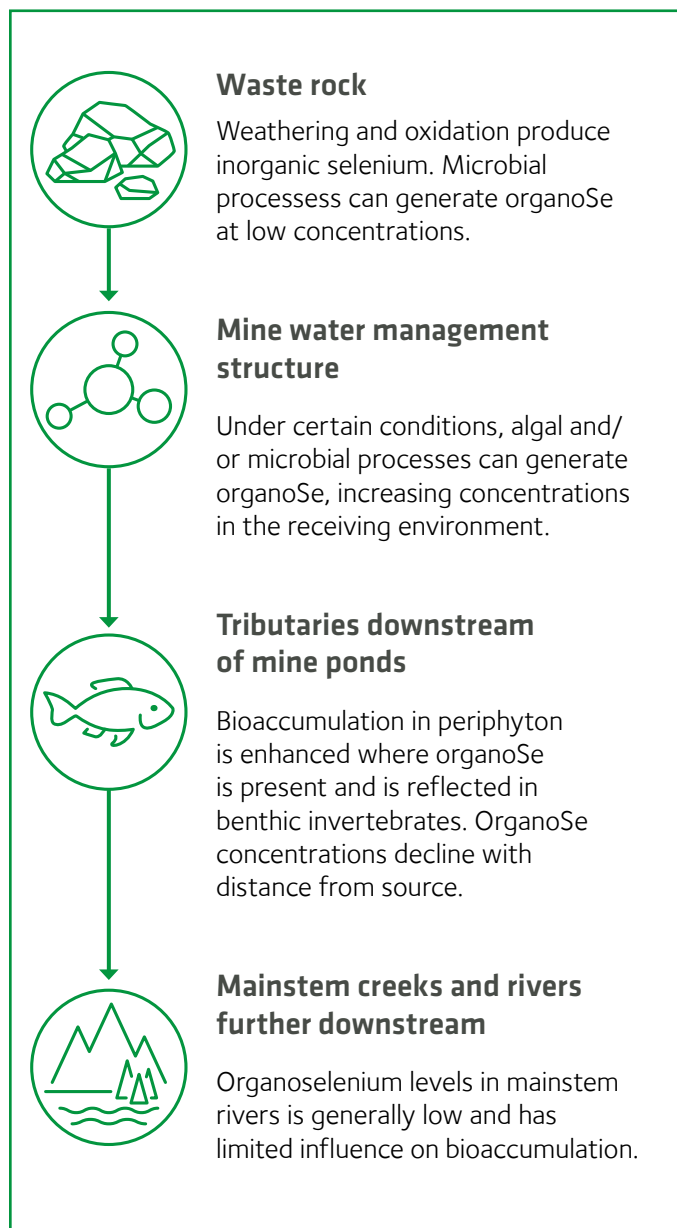 Waste rock
Weathering and oxidation produce
inorganic selenium. Microbial
processess can generate organoSe
at low concentrations.
Mine water management
structure
Under certain conditions, algal and/
or microbial processes can generate
organoSe, increasing concentrations
in the receiving environment.
Tributaries downstream
of mine ponds
Bioaccumulation in periphyton
is enhanced where organoSe
is present and is reflected in
benthic invertebrates. OrganoSe
concentrations decline with
distance from source.
Mainstem creeks and rivers
further downstream
Organoselenium levels in mainstem
rivers is generally low and has
limited influence on bioaccumulation.